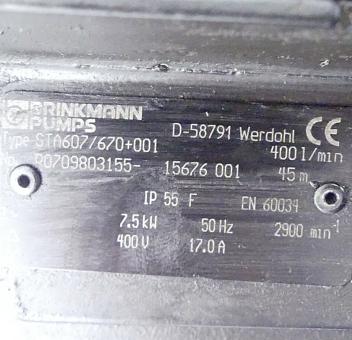 BRINKMANN
PUMPS D-58791 Werdohl CE
Type STA607/670+001 400 l/min
No. R0709803155- 15676 001 45 m
IP 55 F EN 60034
7.5 kW 50 Hz 2900 min-1
400 V 17.0 A